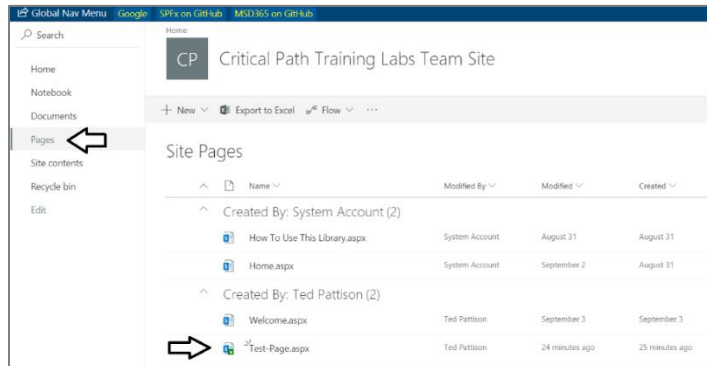 Global Nav Menu Google SPFx on GitHub MSD365 on GitHub
Search
Home
Notebook
Documents
Pages
Site contents
Recycle bin
Edit
Home
CP Critical Path Training Labs Team Site
New Export to Excel Flow ...
Site Pages
Name Modified By Modified Created
Created By: System Account (2)
How To Use This Library.aspx System Account August 31 August 31
Home.aspx System Account September 2 August 31
Created By: Ted Pattison (2)
Welcome.aspx Ted Pattison September 3 September 3
Test-Page.aspx Ted Pattison 24 minutes ago 25 minutes ago